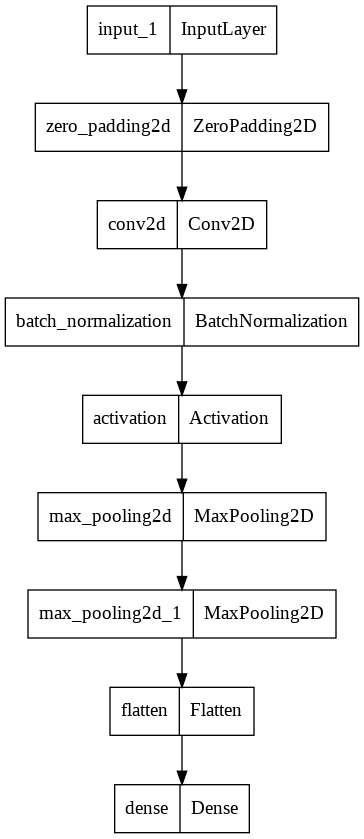 input_1 InputLayer
zero_padding2d ZeroPadding2D
conv2d Conv2D
batch_normalization BatchNormalization
activation Activation
max_pooling2d MaxPooling2D
max_pooling2d_1 MaxPooling2D
flatten Flatten
dense Dense